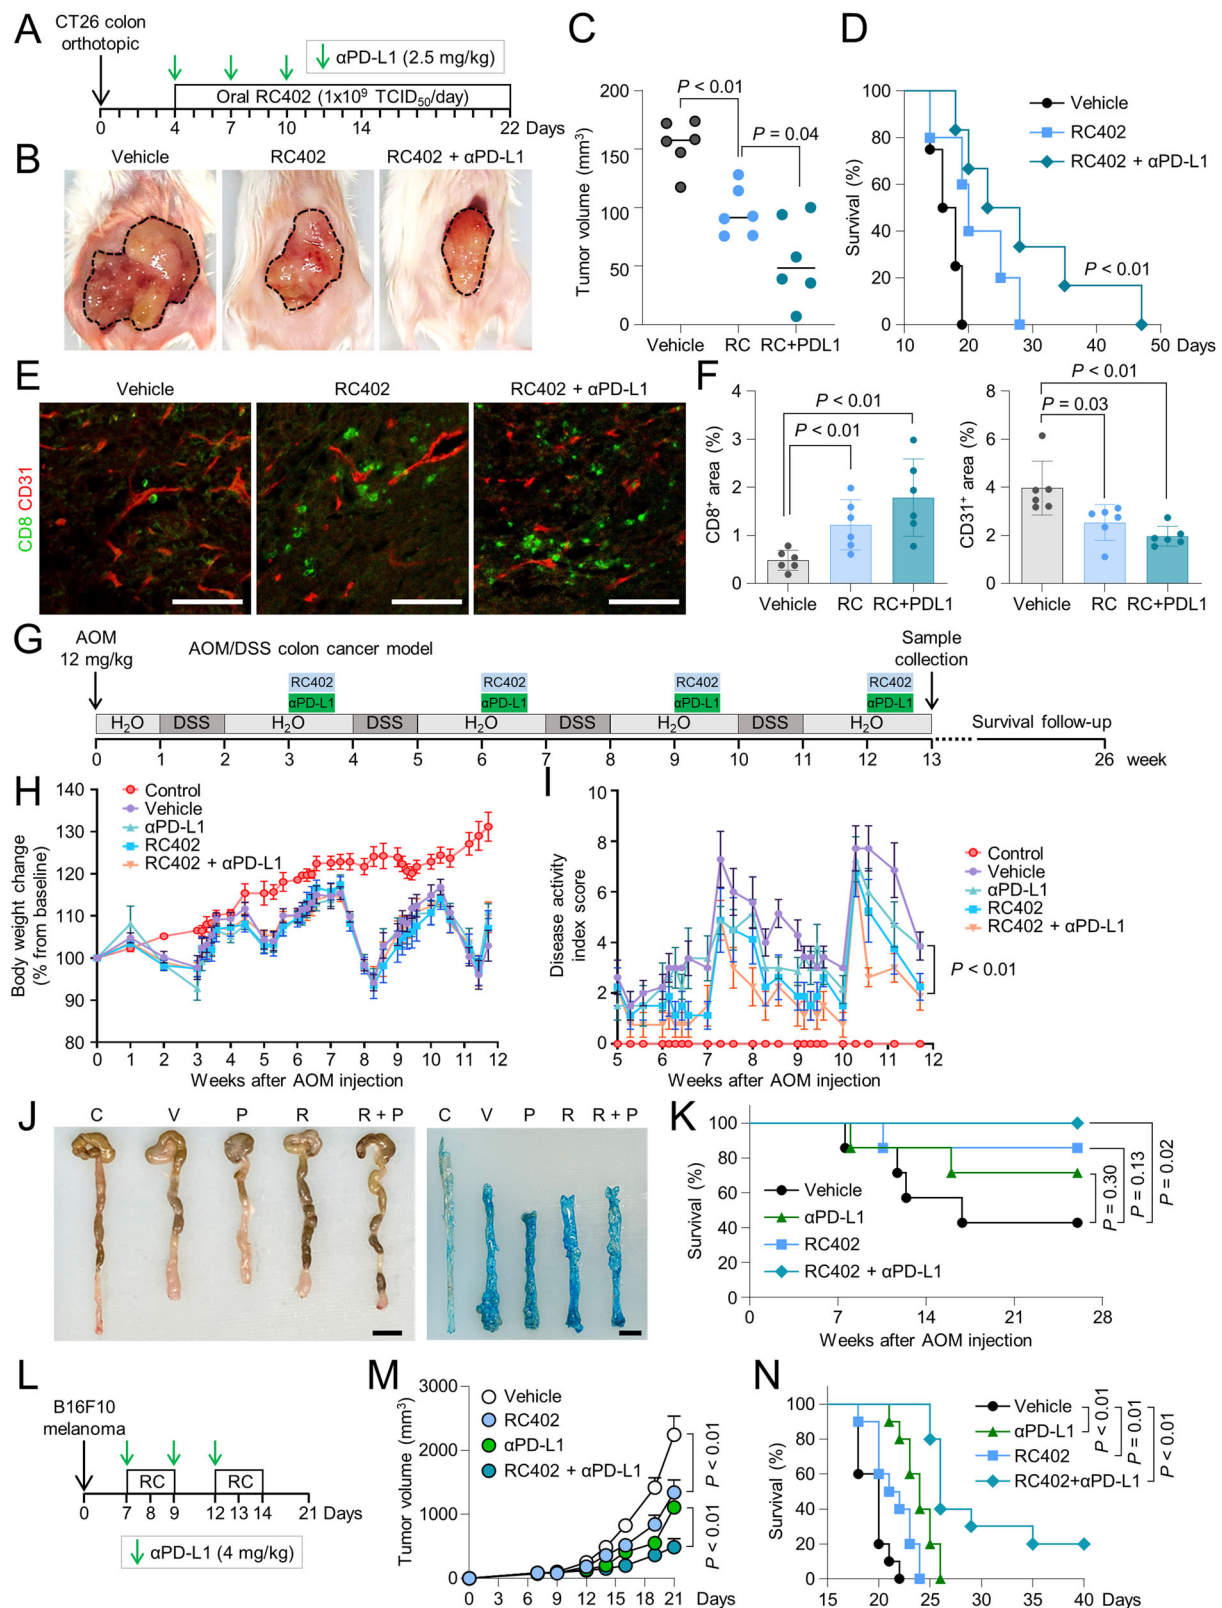 A
CT26 colon
orthotopic
αPD-L1 (2.5 mg/kg)
Oral RC402 (1x10⁹ TCID₅₀/day)
0 4 7 10 14 22 Days
B
Vehicle RC402 RC402 + αPD-L1
C
P < 0.01
P = 0.04
Tumor volume (mm³)
200
150
100
50
0
Vehicle RC RC+PDL1
D
Vehicle
RC402
RC402 + αPD-L1
P < 0.01
Survival (%)
100
80
60
40
20
0
10 20 30 40 50 Days
E
Vehicle RC402 RC402 + αPD-L1
CD8 CD31
F
P < 0.01
P < 0.01
CD8⁺ area (%)
4
3
2
1
0
Vehicle RC RC+PDL1
P < 0.01
P = 0.03
CD31⁺ area (%)
8
6
4
2
0
Vehicle RC RC+PDL1
G
AOM
12 mg/kg
AOM/DSS colon cancer model
Sample
collection
RC402 RC402 RC402 RC402
αPD-L1 αPD-L1 αPD-L1 αPD-L1
H₂O DSS H₂O DSS H₂O DSS H₂O DSS H₂O
Survival follow-up
0 1 2 3 4 5 6 7 8 9 10 11 12 13 26 week
H
Control
Vehicle
αPD-L1
RC402
RC402 + αPD-L1
Body weight change
(% from baseline)
140
130
120
110
100
90
80
0 1 2 3 4 5 6 7 8 9 10 11 12
Weeks after AOM injection
I
Control
Vehicle
αPD-L1
RC402
RC402 + αPD-L1
P < 0.01
Disease activity
index score
10
8
6
4
2
0
5 6 7 8 9 10 11 12
Weeks after AOM injection
J
C V P R R + P
C V P R R + P
K
Vehicle
αPD-L1
RC402
RC402 + αPD-L1
P = 0.30
P = 0.13
P = 0.02
Survival (%)
100
80
60
40
20
0
0 7 14 21 28
Weeks after AOM injection
L
B16F10
melanoma
RC RC
0 7 8 9 12 13 14 21 Days
αPD-L1 (4 mg/kg)
M
Vehicle
RC402
αPD-L1
RC402 + αPD-L1
P < 0.01
P < 0.01
Tumor volume (mm³)
3000
2000
1000
0
0 3 6 9 12 15 18 21 Days
N
Vehicle
αPD-L1
RC402
RC402+αPD-L1
P < 0.01
P = 0.01
P < 0.01
Survival (%)
100
80
60
40
20
0
15 20 25 30 35 40 Days